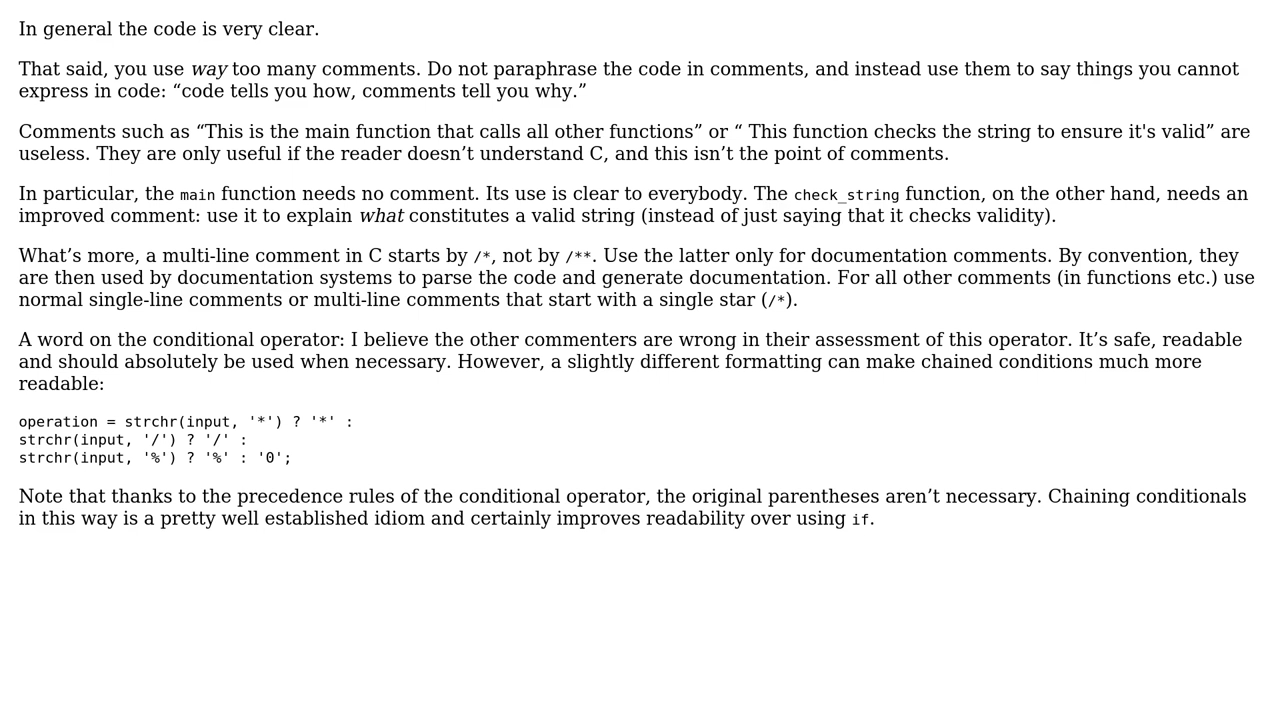 In general the code is very clear.
That said, you use way too many comments. Do not paraphrase the code in comments, and instead use them to say things you cannot
express in code: “code tells you how, comments tell you why.”
Comments such as “This is the main function that calls all other functions” or “ This function checks the string to ensure it's valid” are
useless. They are only useful if the reader doesn’t understand C, and this isn’t the point of comments.
In particular, the main function needs no comment. Its use is clear to everybody. The check_string function, on the other hand, needs an
improved comment: use it to explain what constitutes a valid string (instead of just saying that it checks validity).
What’s more, a multi-line comment in C starts by /*, not by /**. Use the latter only for documentation comments. By convention, they
are then used by documentation systems to parse the code and generate documentation. For all other comments (in functions etc.) use
normal single-line comments or multi-line comments that start with a single star (/*).
A word on the conditional operator: I believe the other commenters are wrong in their assessment of this operator. It’s safe, readable
and should absolutely be used when necessary. However, a slightly different formatting can make chained conditions much more
readable:
operation = strchr(input, '*') ? '*' :
strchr(input, '/') ? '/' :
strchr(input, '%') ? '%' : '0';
Note that thanks to the precedence rules of the conditional operator, the original parentheses aren’t necessary. Chaining conditionals
in this way is a pretty well established idiom and certainly improves readability over using if.